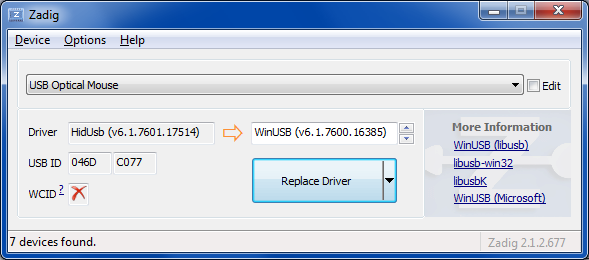 Zadig
Device Options Help
USB Optical Mouse Edit
Driver HidUsb (v6.1.7601.17514) WinUSB (v6.1.7600.16385)
USB ID 046D C077
WCID ?
Replace Driver
More Information
WinUSB (libusb)
libusb-win32
libusbK
WinUSB (Microsoft)
7 devices found. Zadig 2.1.2.677